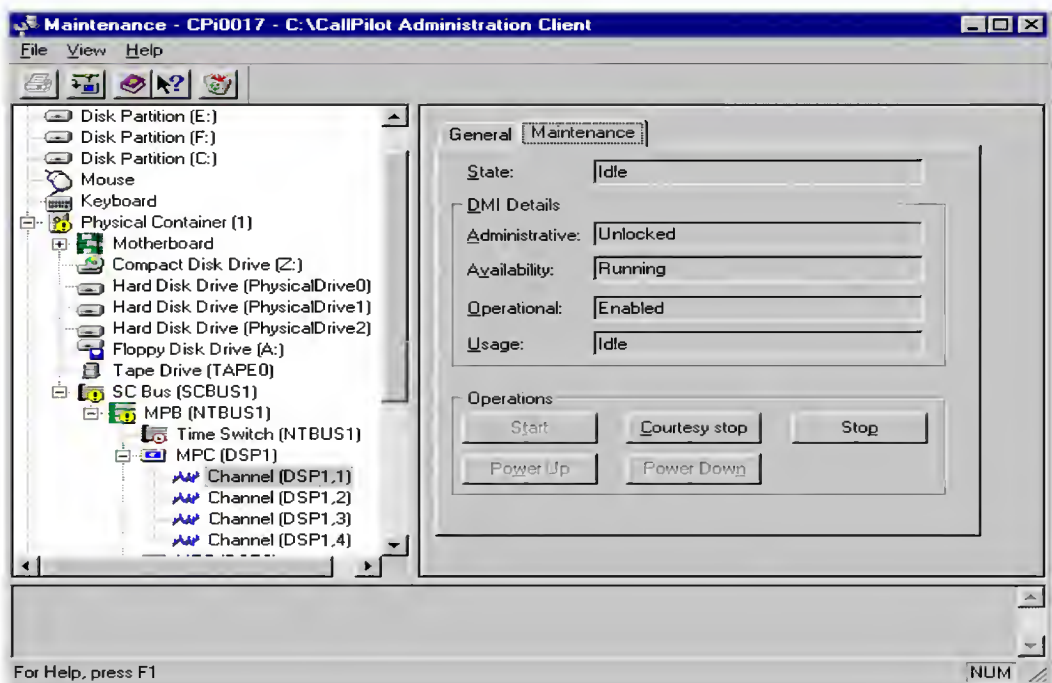 Maintenance - CPi0017 - C:\CallPilot Administration Client
File View Help
Disk Partition (E:)
Disk Partition (F:)
Disk Partition (C:)
Mouse
Keyboard
Physical Container (1)
Motherboard
Compact Disk Drive (Z:)
Hard Disk Drive (PhysicalDrive0)
Hard Disk Drive (PhysicalDrive1)
Hard Disk Drive (PhysicalDrive2)
Floppy Disk Drive (A:)
Tape Drive (TAPE0)
SC Bus (SCBUS1)
MPB (NTBUS1)
Time Switch (NTBUS1)
MPC (DSP1)
Channel (DSP1,1)
Channel (DSP1,2)
Channel (DSP1,3)
Channel (DSP1,4)
General Maintenance
State: Idle
DMI Details
Administrative: Unlocked
Availability: Running
Operational: Enabled
Usage: Idle
Operations
Start Courtesy stop Stop
Power Up Power Down
For Help, press F1 NUM